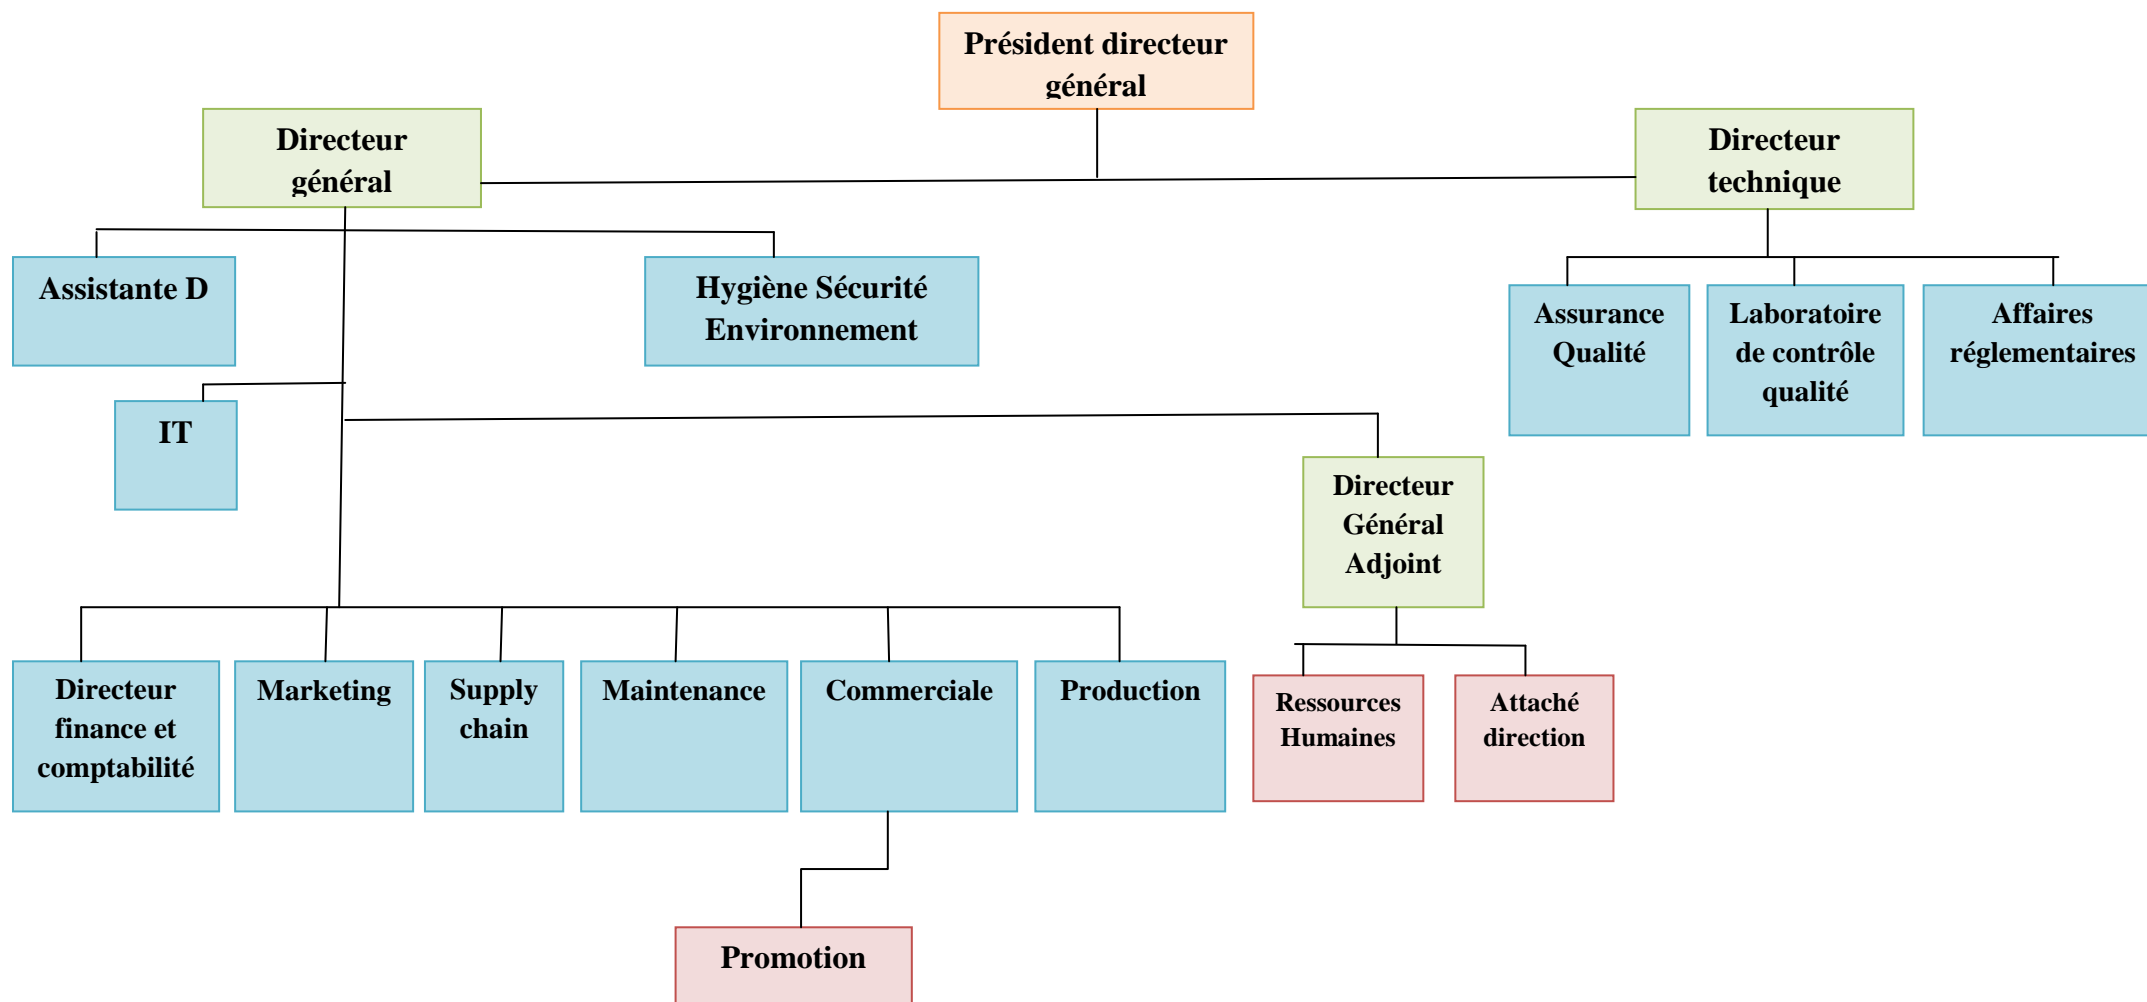 Président directeur
général
Directeur
général
Directeur
technique
Assistante D
Hygiène Sécurité
Environnement
Assurance
Qualité
Laboratoire
de contrôle
qualité
Affaires
réglementaires
IT
Directeur
Général
Adjoint
Directeur
finance et
comptabilité
Marketing
Supply
chain
Maintenance
Commerciale
Production
Ressources
Humaines
Attaché
direction
Promotion